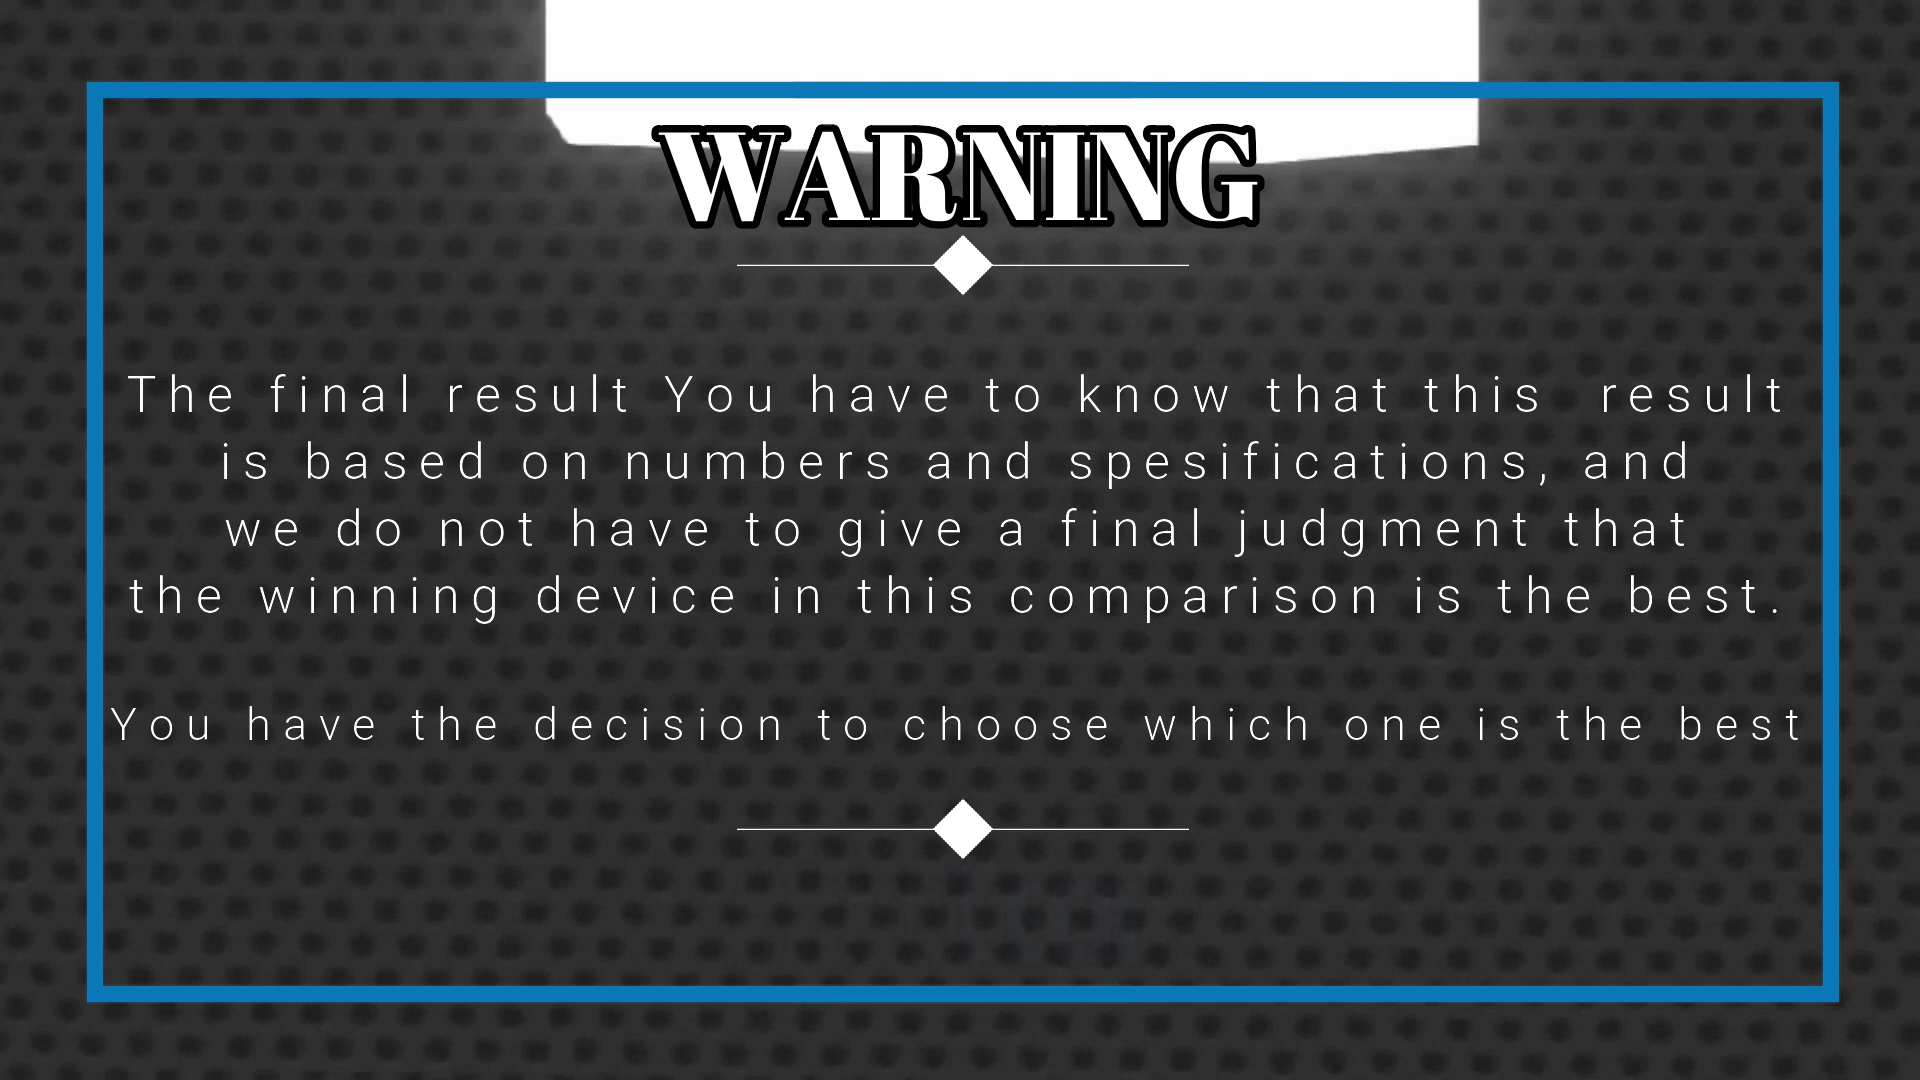 WARNING
The final result You have to know that this result
is based on numbers and spesifications, and
we do not have to give a final judgment that
the winning device in this comparison is the best.
You have the decision to choose which one is the best